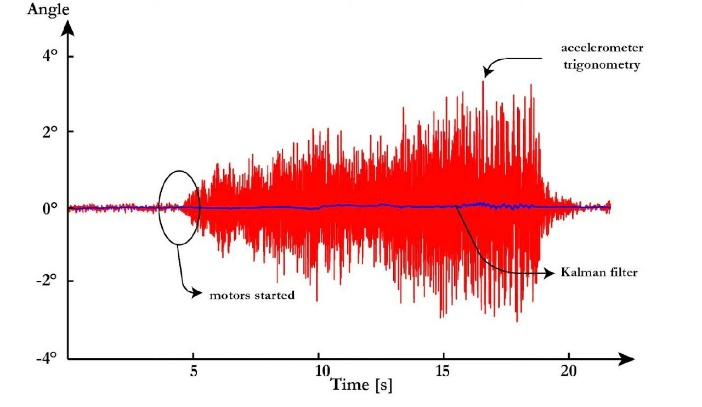 Angle
4°
accelerometer
trigonometry
2°
0°
-2°
Kalman filter
motors started
-4°
5
10
15
20
Time [s]